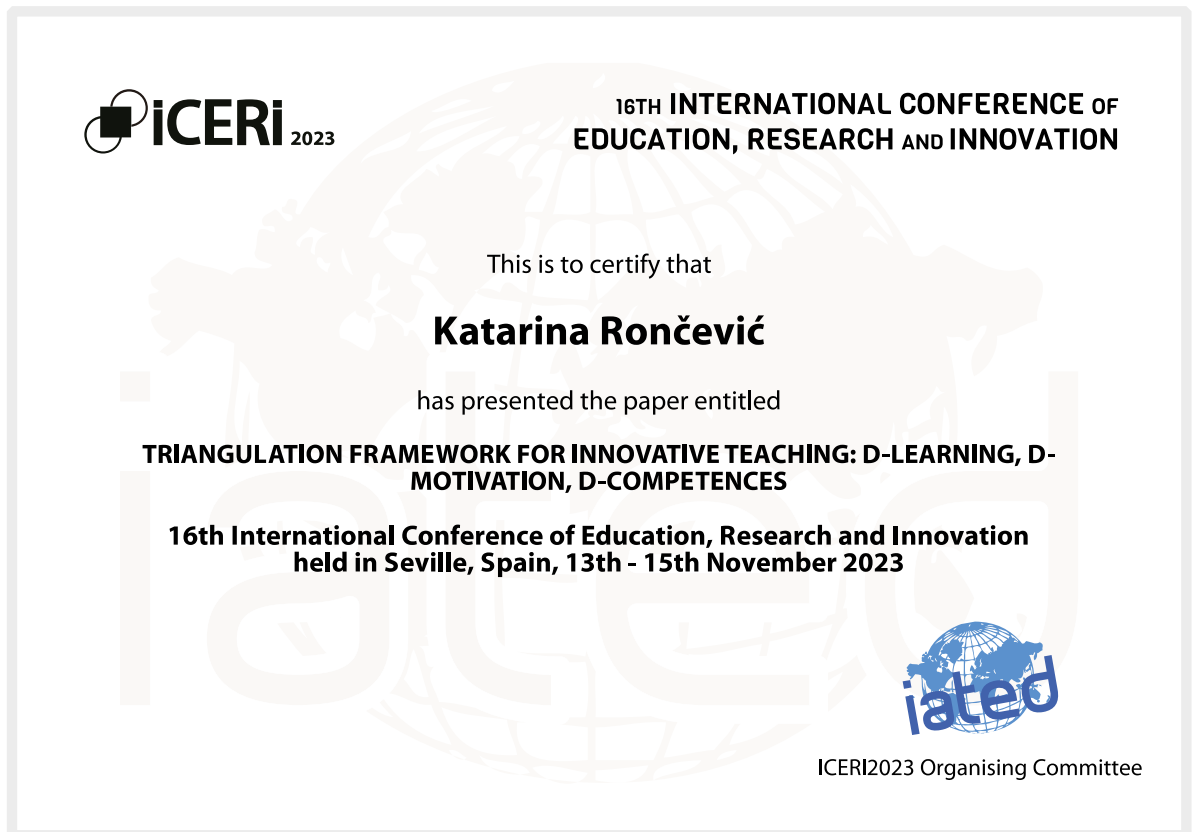 iCERi 2023
16TH INTERNATIONAL CONFERENCE OF
EDUCATION, RESEARCH AND INNOVATION
This is to certify that
Katarina Rončević
has presented the paper entitled
TRIANGULATION FRAMEWORK FOR INNOVATIVE TEACHING: D-LEARNING, D-
MOTIVATION, D-COMPETENCES
16th International Conference of Education, Research and Innovation
held in Seville, Spain, 13th - 15th November 2023
iated
iated
ICERI2023 Organising Committee